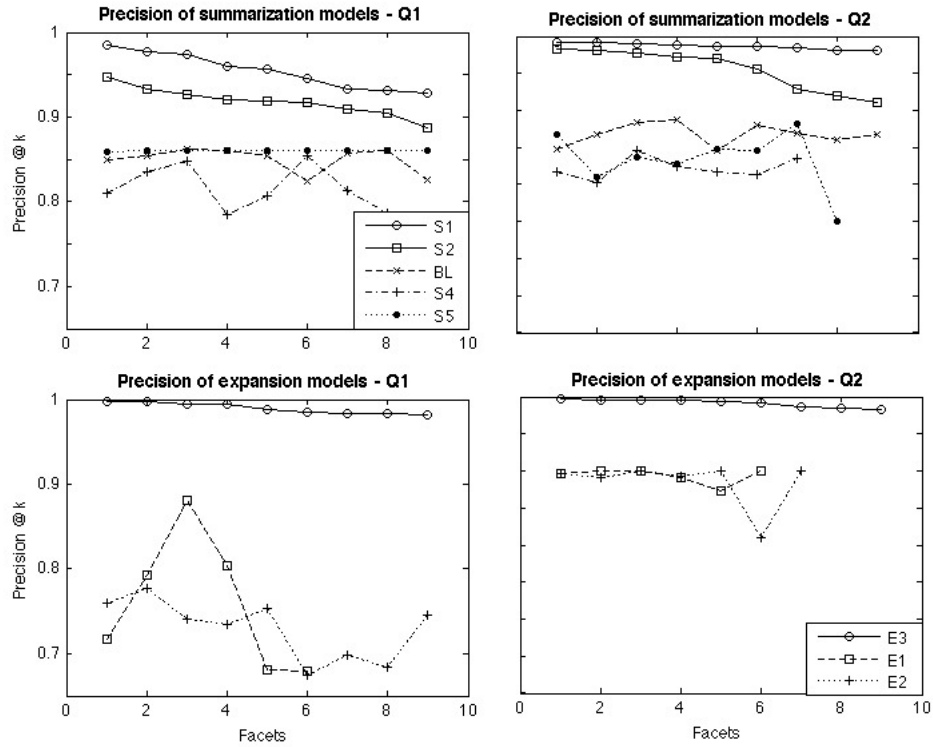 Precision of summarization models - Q1
1
0.9
0.8
0.7
Precision @ k
S1
S2
BL
S4
S5
0 2 4 6 8 10
Precision of summarization models - Q2
0 2 4 6 8 10
Precision of expansion models - Q1
1
0.9
0.8
0.7
Precision @ k
0 2 4 6 8 10
Facets
Precision of expansion models - Q2
E3
E1
E2
0 2 4 6 8 10
Facets